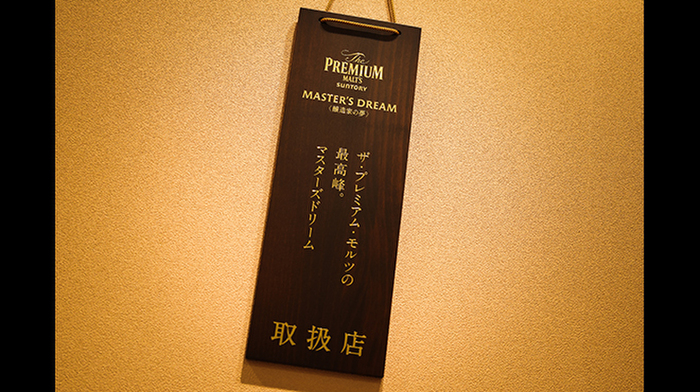 The
PREMIUM
MALT'S
SUNTORY
MASTER'S DREAM
〈醸造家の夢〉
ザ・プレミアム・モルツの
最高峰。
マスターズドリーム
取扱店